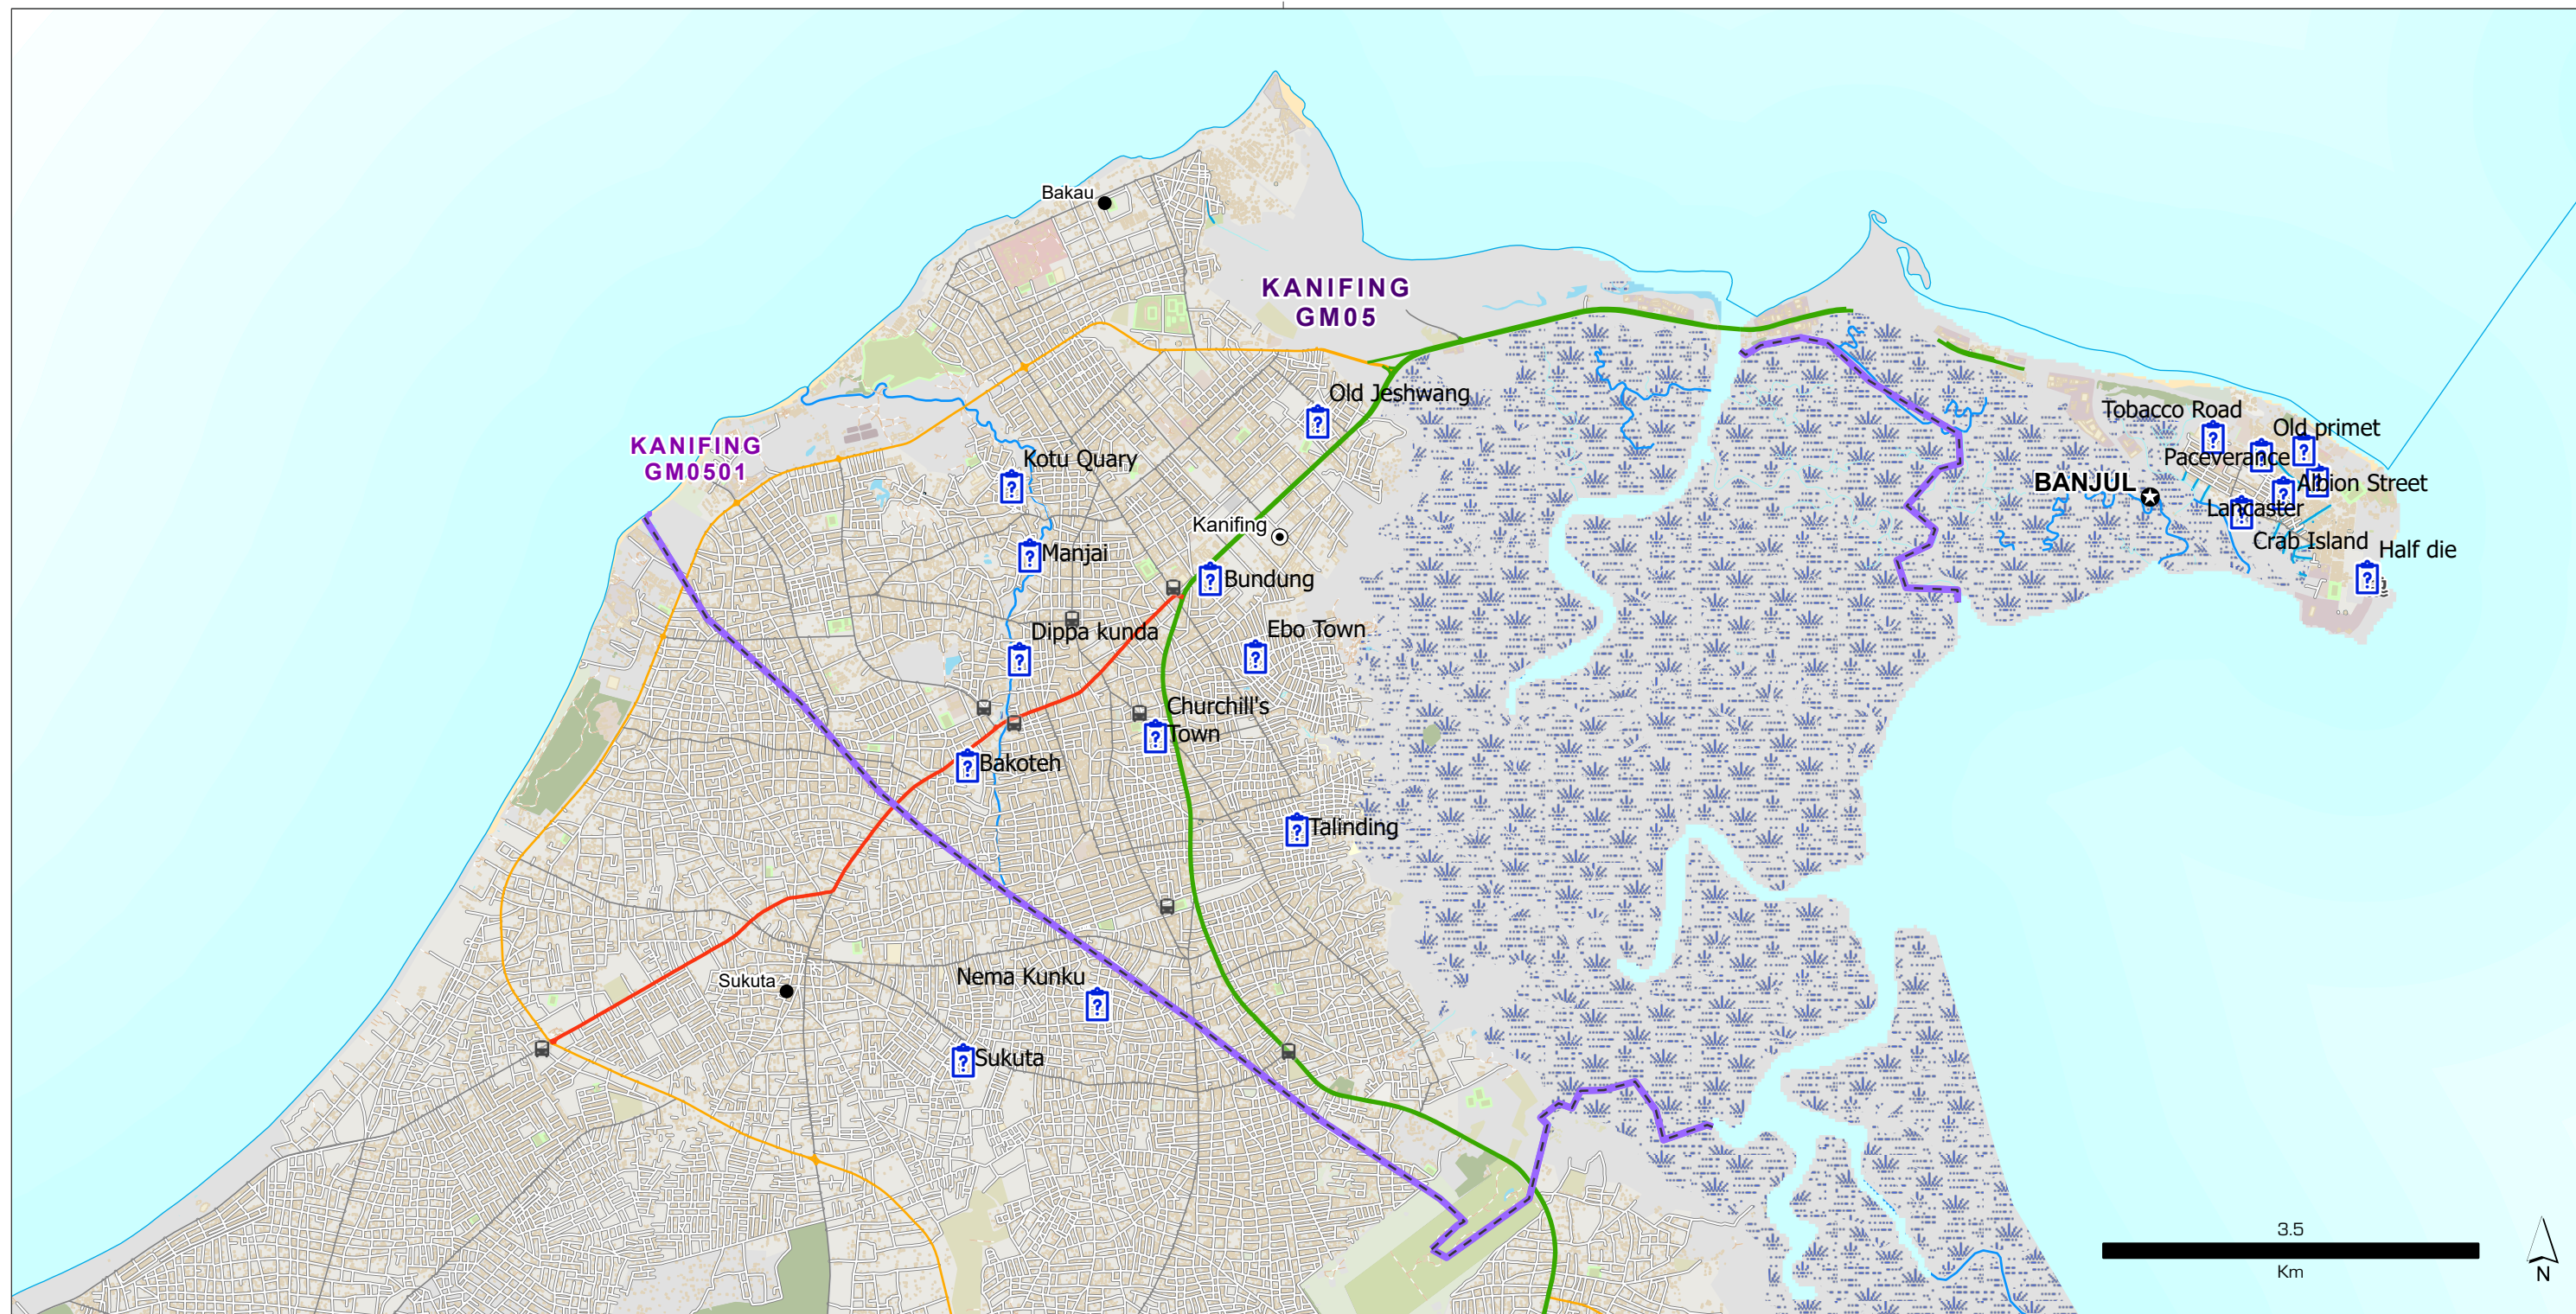 Bakau
KANIFING
GM05
Old Jeshwang
Tobacco Road
Old primet
KANIFING
GM0501
Kotu Quary
Paceverance
BANJUL
Albion Street
Lancaster
Kanifing
Crab Island
Half die
Manjai
Bundung
Dippa kunda
Ebo Town
Churchill's
Town
Bakoteh
Talinding
Nema Kunku
Sukuta
Sukuta
3.5
Km
N